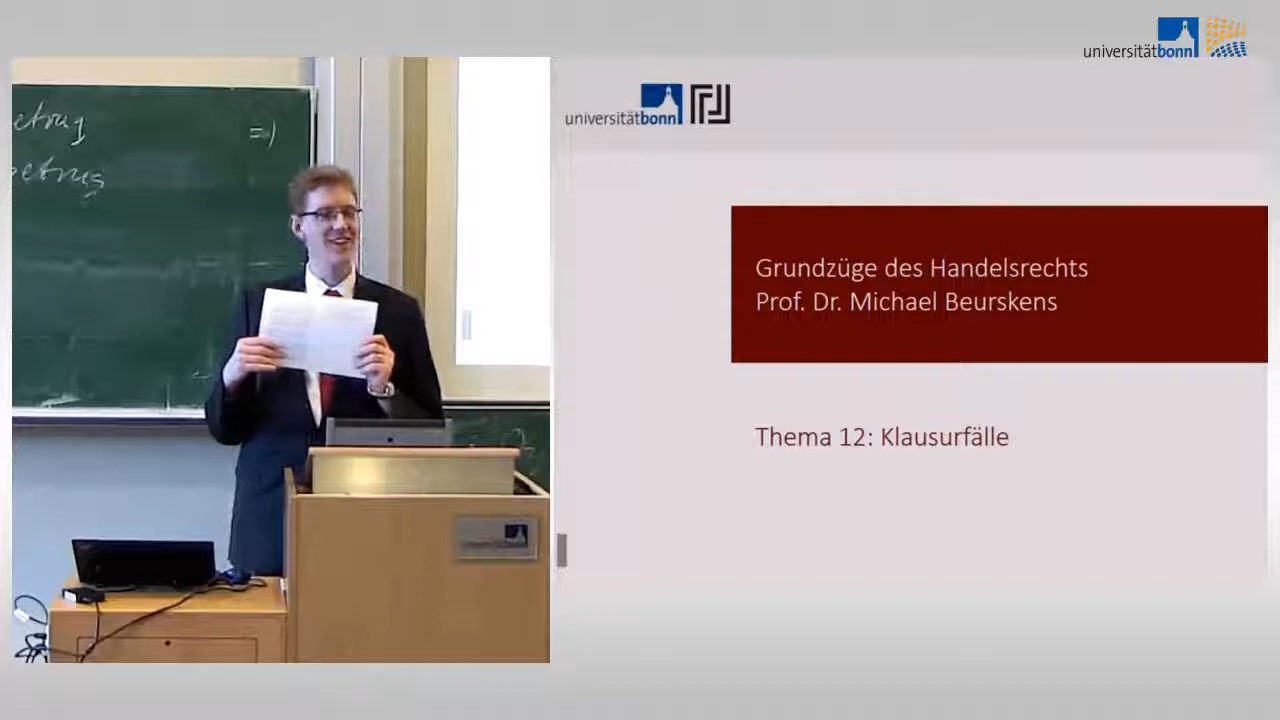 universitätbonn
universitätbonn
Grundzüge des Handelsrechts
Prof. Dr. Michael Beurskens
Thema 12: Klausurfälle
=)